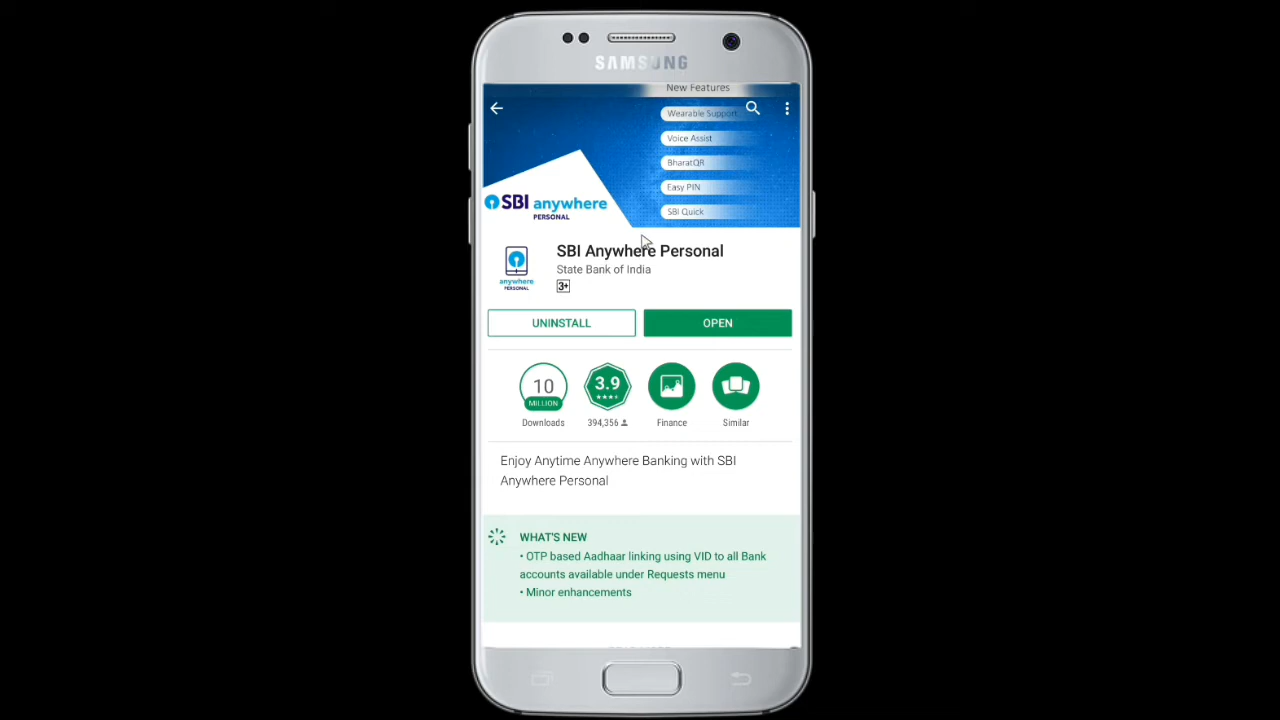 SAMSUNG
New Features
Wearable Support
Voice Assist
BharatQR
Easy PIN
SBI Quick
SBI anywhere
PERSONAL
SBI Anywhere Personal
State Bank of India
anywhere
PERSONAL
3+
UNINSTALL
OPEN
10
MILLION
3.9
Downloads
394,356
Finance
Similar
Enjoy Anytime Anywhere Banking with SBI
Anywhere Personal
WHAT'S NEW
• OTP based Aadhaar linking using VID to all Bank
accounts available under Requests menu
• Minor enhancements